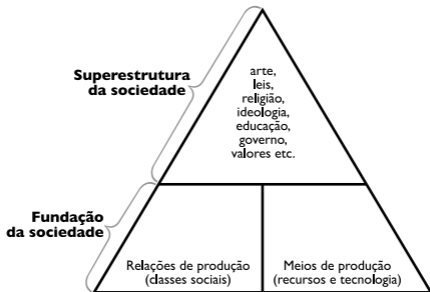 Superestrutura
da sociedade
arte,
leis,
religião,
ideologia,
educação,
governo,
valores etc.
Fundação
da sociedade
Relações de produção
(classes sociais)
Meios de produção
(recursos e tecnologia)